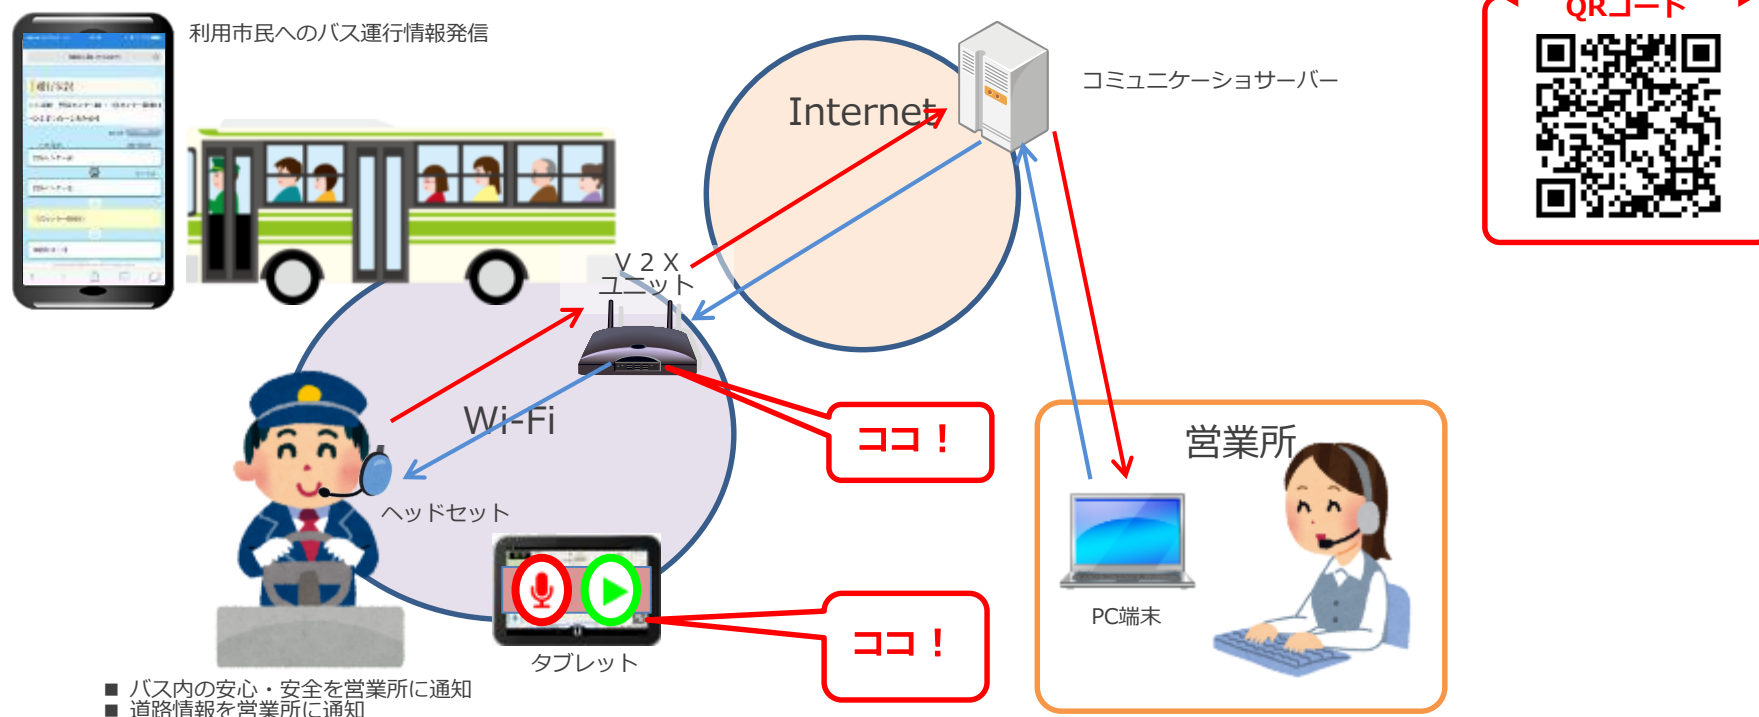 利用市民へのバス運行情報発信
QRコード
コミュニケーショサーバー
Internet
V2X
ユニット
Wi-Fi
ココ！
営業所
ヘッドセット
PC端末
ココ！
タブレット
■ バス内の安心・安全を営業所に通知
■ 道路情報を営業所に通知